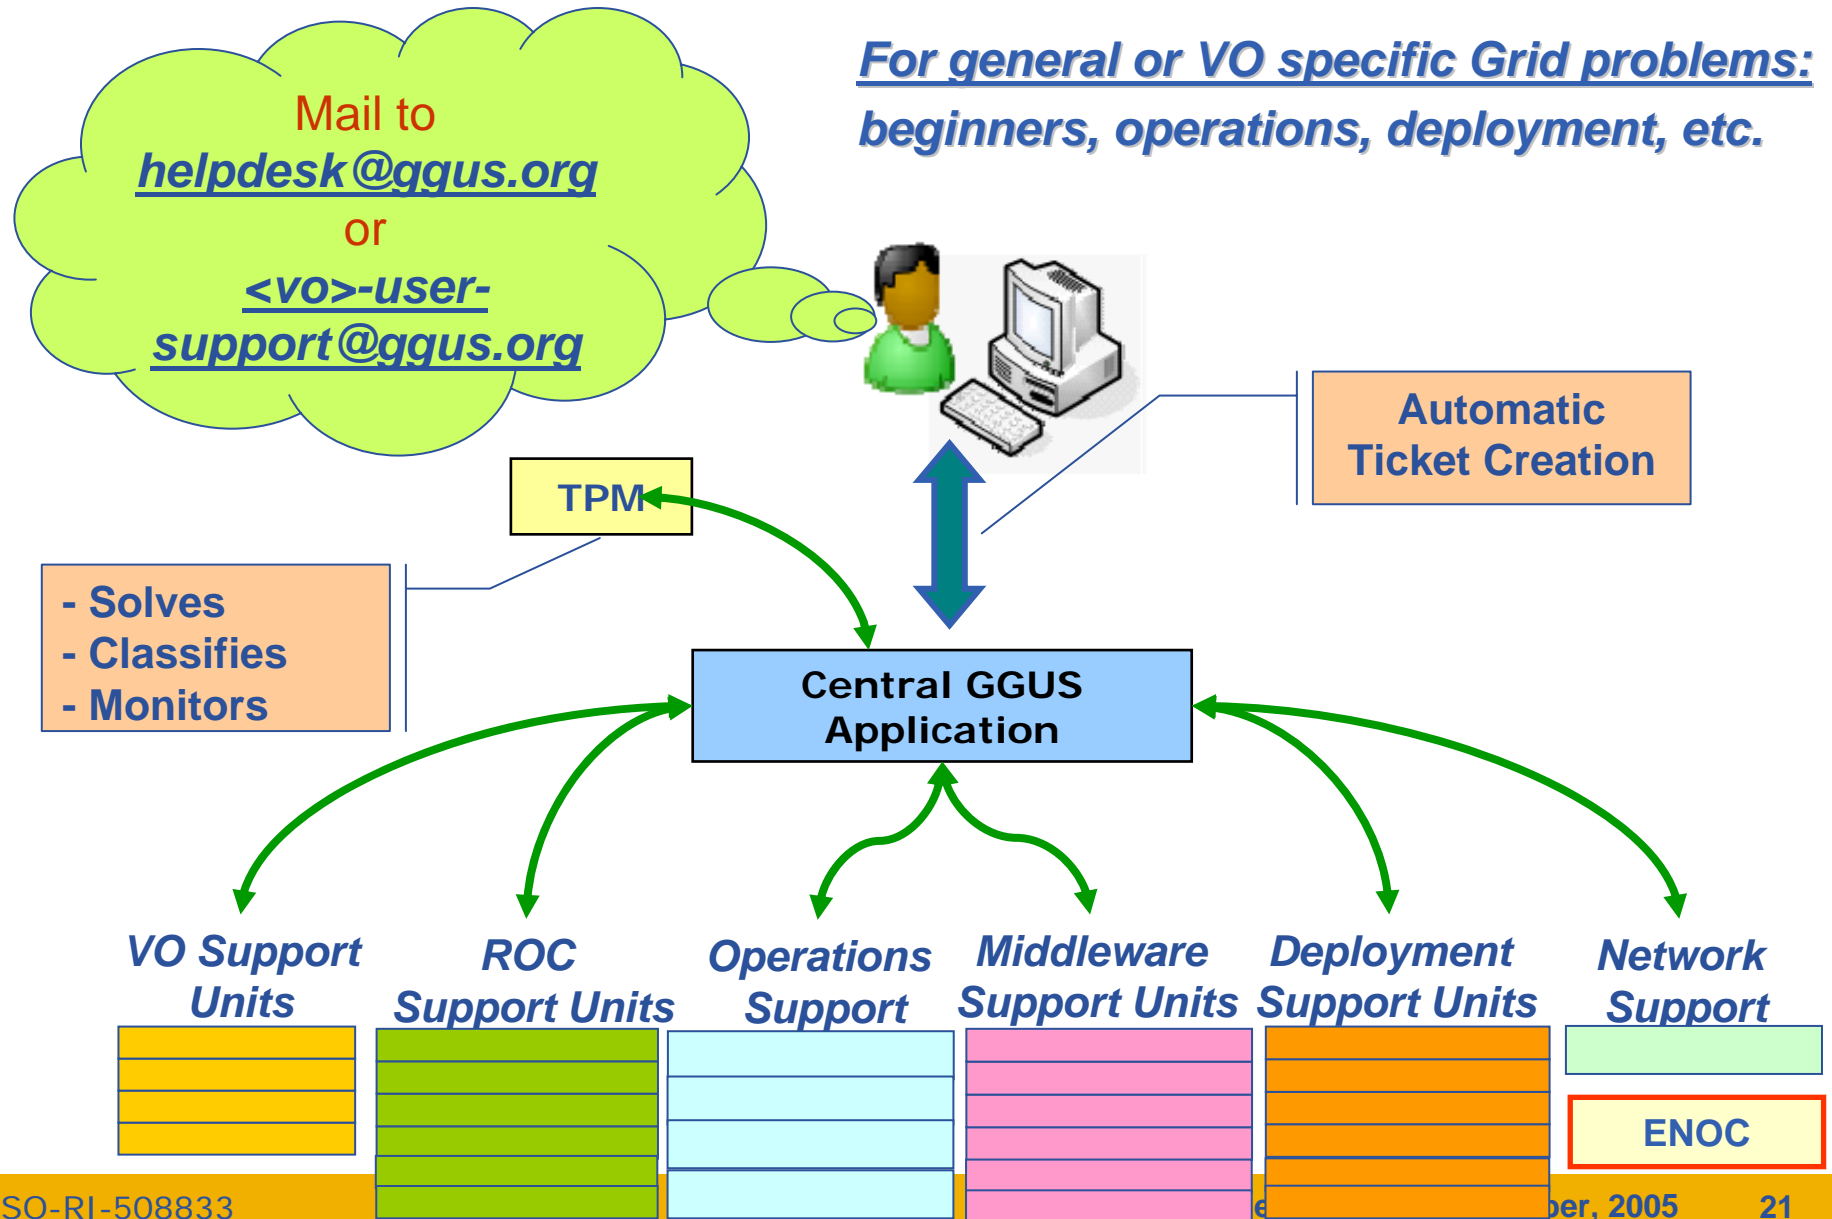 For general or VO specific Grid problems:
beginners, operations, deployment, etc.
Mail to
helpdesk@ggus.org
or
<vo>-user-
support@ggus.org
Automatic
Ticket Creation
TPM
- Solves
- Classifies
- Monitors
Central GGUS
Application
VO Support
Units
ROC
Support Units
Operations
Support
Middleware
Support Units
Deployment
Support Units
Network
Support
ENOC
SO-RI-508833
2005
21